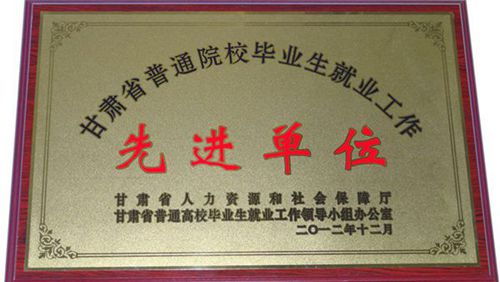 甘肃省普通院校毕业生就业工作
先进单位
甘肃省人力资源和社会保障厅
甘肃省普通高校毕业生就业工作领导小组办公室
二〇一二年十二月